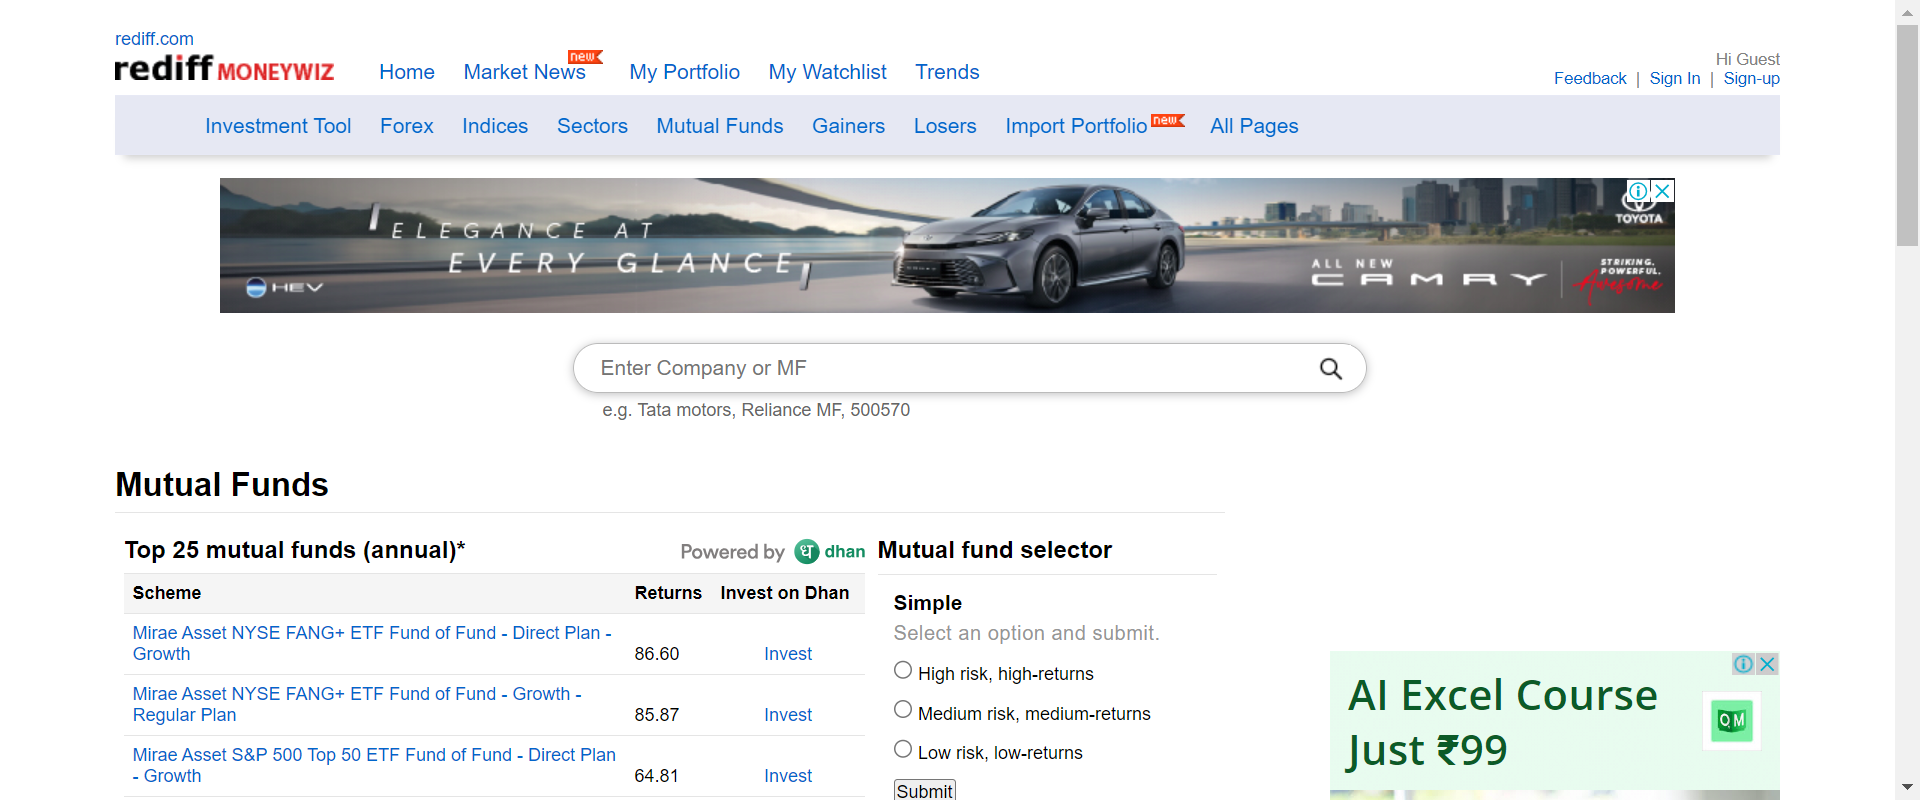 rediff.com
rediff MONEYWIZ
Home Market News new My Portfolio My Watchlist Trends
Hi Guest
Feedback | Sign In | Sign-up
Investment Tool Forex Indices Sectors Mutual Funds Gainers Losers Import Portfolio new All Pages
ELEGANCE AT
EVERY GLANCE
HEV
ALL NEW
CAMRY
STRIKING.
POWERFUL.
Awesome
TOYOTA
Enter Company or MF
e.g. Tata motors, Reliance MF, 500570
Mutual Funds
Top 25 mutual funds (annual)*
Powered by धै dhan
Scheme Returns Invest on Dhan
Mirae Asset NYSE FANG+ ETF Fund of Fund - Direct Plan -
Growth 86.60 Invest
Mirae Asset NYSE FANG+ ETF Fund of Fund - Growth -
Regular Plan 85.87 Invest
Mirae Asset S&P 500 Top 50 ETF Fund of Fund - Direct Plan
- Growth 64.81 Invest
Mutual fund selector
Simple
Select an option and submit.
High risk, high-returns
Medium risk, medium-returns
Low risk, low-returns
Submit
AI Excel Course
Just ₹99
OM